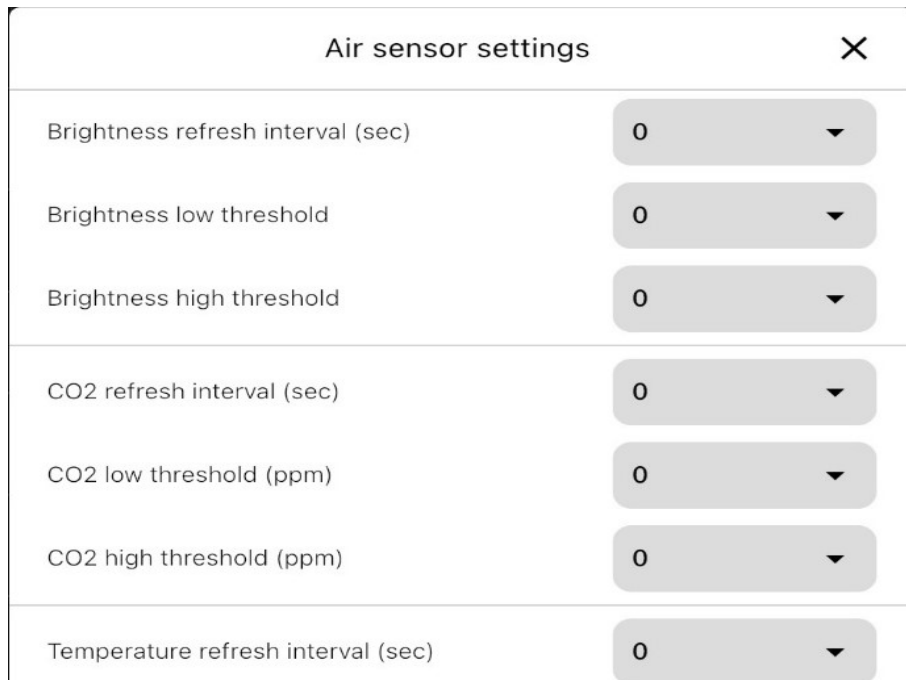 Air sensor settings
Brightness refresh interval (sec) 0
Brightness low threshold 0
Brightness high threshold 0
CO2 refresh interval (sec) 0
CO2 low threshold (ppm) 0
CO2 high threshold (ppm) 0
Temperature refresh interval (sec) 0